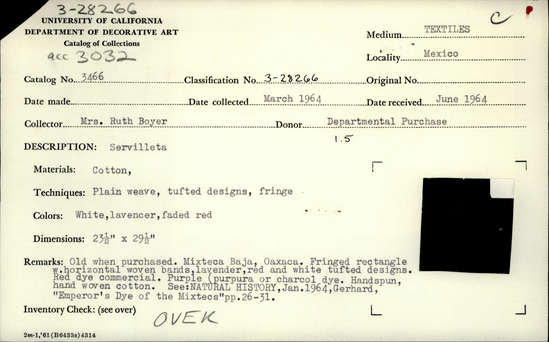 3-28266
UNIVERSITY OF CALIFORNIA
DEPARTMENT OF DECORATIVE ART
Catalog of Collections
acc 3032
C
Medium TEXTILES
Locality Mexico
Catalog No. 3466 Classification No. 3-28266 Original No.
Date made Date collected March 1964 Date received June 1964
Collector Mrs. Ruth Boyer Donor Departmental Purchase
1.5
DESCRIPTION: Servilleta
Materials: Cotton,
Techniques: Plain weave, tufted designs, fringe
Colors: White,lavencer,faded red
Dimensions: 23½" x 29½"
Remarks: Old when purchased. Mixteca Baja, Oaxaca. Fringed rectangle
w.horizontal woven bands,lavender,red and white tufted designs.
Red dye commercial. Purple (purpura or charcol dye. Handspun,
hand woven cotton. See:NATURAL HISTORY,Jan.1964,Gerhard,
"Emperor's Dye of the Mixtecs"pp.26-31.
Inventory Check: (see over)
OVER
2m-1,'61(B6433s)4314